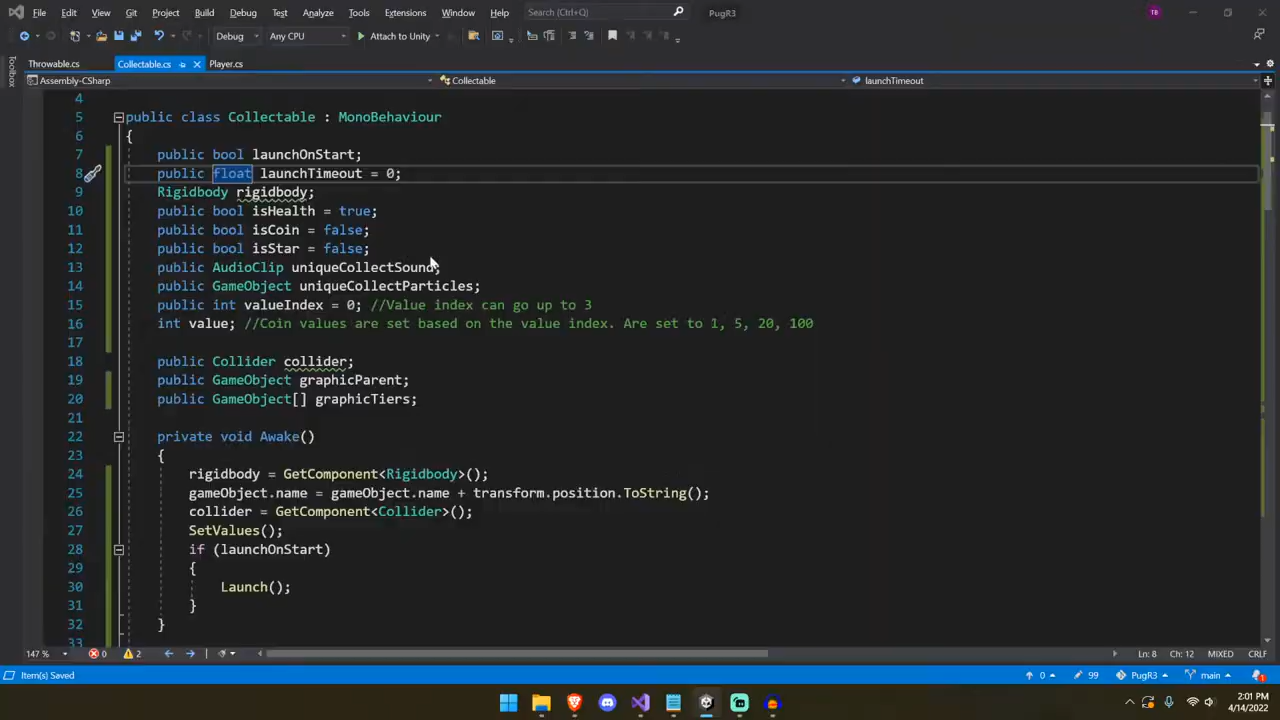 File Edit View Git Project Build Debug Test Analyze Tools Extensions Window Help Search (Ctrl+Q) PugR3 TB
Debug Any CPU Attach to Unity
Toolbox
Throwable.cs Collectable.cs Player.cs
Assembly-CSharp Collectable launchTimeout
4
5 public class Collectable : MonoBehaviour
6 {
7 public bool launchOnStart;
8 public float launchTimeout = 0;
9 Rigidbody rigidbody;
10 public bool isHealth = true;
11 public bool isCoin = false;
12 public bool isStar = false;
13 public AudioClip uniqueCollectSound;
14 public GameObject uniqueCollectParticles;
15 public int valueIndex = 0; //Value index can go up to 3
16 int value; //Coin values are set based on the value index. Are set to 1, 5, 20, 100
17
18 public Collider collider;
19 public GameObject graphicParent;
20 public GameObject[] graphicTiers;
21
22 private void Awake()
23 {
24 rigidbody = GetComponent<Rigidbody>();
25 gameObject.name = gameObject.name + transform.position.ToString();
26 collider = GetComponent<Collider>();
27 SetValues();
28 if (launchOnStart)
29 {
30 Launch();
31 }
32 }
33
147 % 0 2 Ln: 8 Ch: 12 MIXED CRLF
Item(s) Saved 0 99 PugR3 main
2:01 PM
4/14/2022